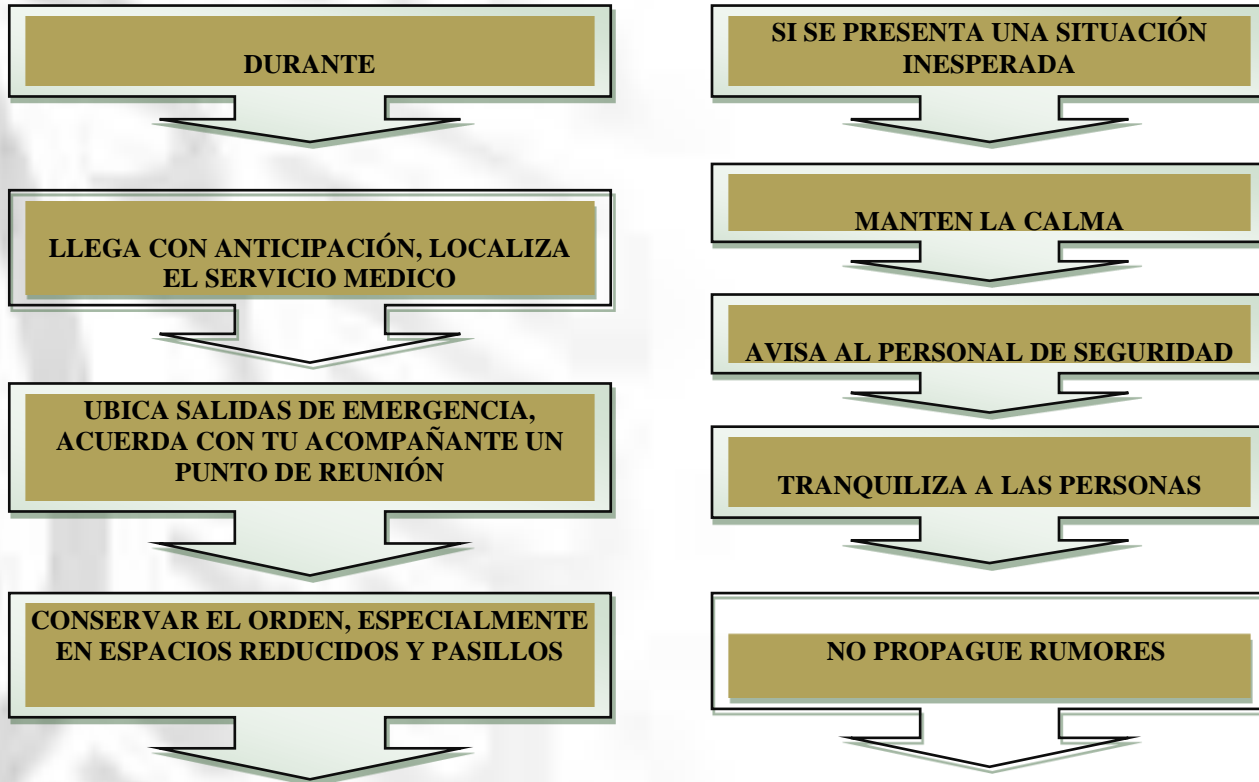 DURANTE
LLEGA CON ANTICIPACIÓN, LOCALIZA
EL SERVICIO MEDICO
UBICA SALIDAS DE EMERGENCIA,
ACUERDA CON TU ACOMPAÑANTE UN
PUNTO DE REUNIÓN
CONSERVAR EL ORDEN, ESPECIALMENTE
EN ESPACIOS REDUCIDOS Y PASILLOS
SI SE PRESENTA UNA SITUACIÓN
INESPERADA
MANTEN LA CALMA
AVISA AL PERSONAL DE SEGURIDAD
TRANQUILIZA A LAS PERSONAS
NO PROPAGUE RUMORES